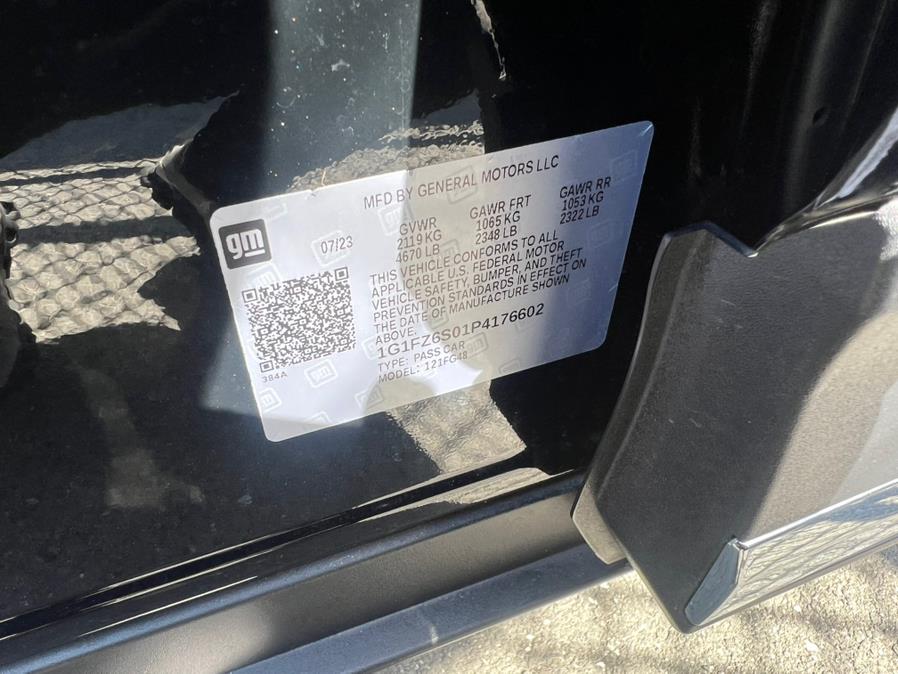 MFD BY GENERAL MOTORS LLC
gm
07/23
GVWR
2119 KG
4670 LB
GAWR FRT
1065 KG
2348 LB
GAWR RR
1053 KG
2322 LB
THIS VEHICLE CONFORMS TO ALL
APPLICABLE U.S. FEDERAL MOTOR
VEHICLE SAFETY, BUMPER, AND THEFT
PREVENTION STANDARDS IN EFFECT ON
THE DATE OF MANUFACTURE SHOWN
ABOVE.
1G1FZ6S01P4176602
TYPE: PASS CAR
MODEL: 121FG48
384A